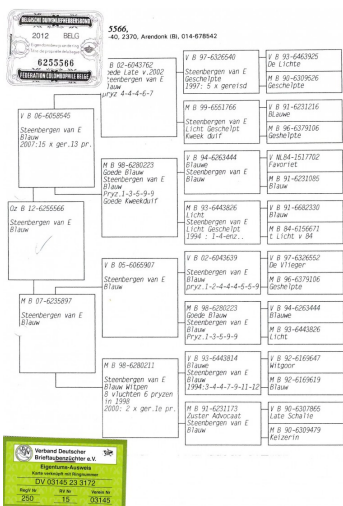 BELGISCHE DUIVENLIEFHEBBERSBOND
2012 BELG
6255566
FEDERATION COLOMBOPHILE BELGE
5566,
-40, 2370, Arendonk (B), 014-678542
Oz B 12-6255566
Steenbergen van E
Blauw
V B 06-6058545
Steenbergen van E
Blauw
2007:15 x ger.13 pr.
M B 07-6235897
Steenbergen van E
Blauw
B 02-6043762
Late v.2002
Steenbergen van E
Blauw
pryz 4-4-4-6-7
M B 98-6280223
Goede Blauw
Steenbergen van E
Blauw
Pryz.1-3-5-9-9
Goede Kweekduif
V B 05-6065907
Steenbergen van E
Blauw
M B 98-6280211
Steenbergen van E
Blauw Witpen
8 vluchten 6 pryzen
in 1998
2000: 2 x ger.1e pr.
V B 97-6326540
Steenbergen van E
Geschelpte
1997: 5 x gereisd
M B 99-6551766
Steenbergen van E
Licht Geschelpt
Kweek duif
V B 94-6263444
Blauwe
Steenbergen van E
Blauw
M B 93-6443826
Licht
Steenbergen van E
Licht Geschelpt
1994 : 1-4-enz..
V B 02-6043639
Steenbergen van E
Blauw
pryz.1-2-4-4-4-5-5-9
M B 98-6280223
Goede Blauw
Steenbergen van E
Blauw
Pryz.1-3-5-9-9
V B 93-6443814
Blauwe
Steenbergen van E
Blauw
1994:3-4-4-7-9-11-12
M B 91-6231173
Zuster Advocaat
Steenbergen van E
Blauw
V B 93-6463925
De Lichte
M B 90-6309526
Geschelpte
V B 91-6231216
BLauwe
M B 96-6379106
Geshelpte
V NL84-1517702
Favoriet
M B 91-6231085
Blauw
V B 91-6682330
Blauw
M B 84-6156671
t Licht v 84
V B 97-6326552
De Vlieger
M B 96-6379106
Geshelpte
V B 94-6263444
Blauwe
M B 93-6443826
Licht
V B 92-6169647
Witgoor
M B 92-6169619
Blauw
V B 90-6307865
Late Schalie
M B 90-6309479
Keizerin
Verband Deutscher
Brieftaubenzüchter e.V.
Eigentums-Ausweis
Karte verknüpft mit Ringnummer
DV 03145 23 3172
RegV Nr RV Nr Verein Nr
250 15 03145